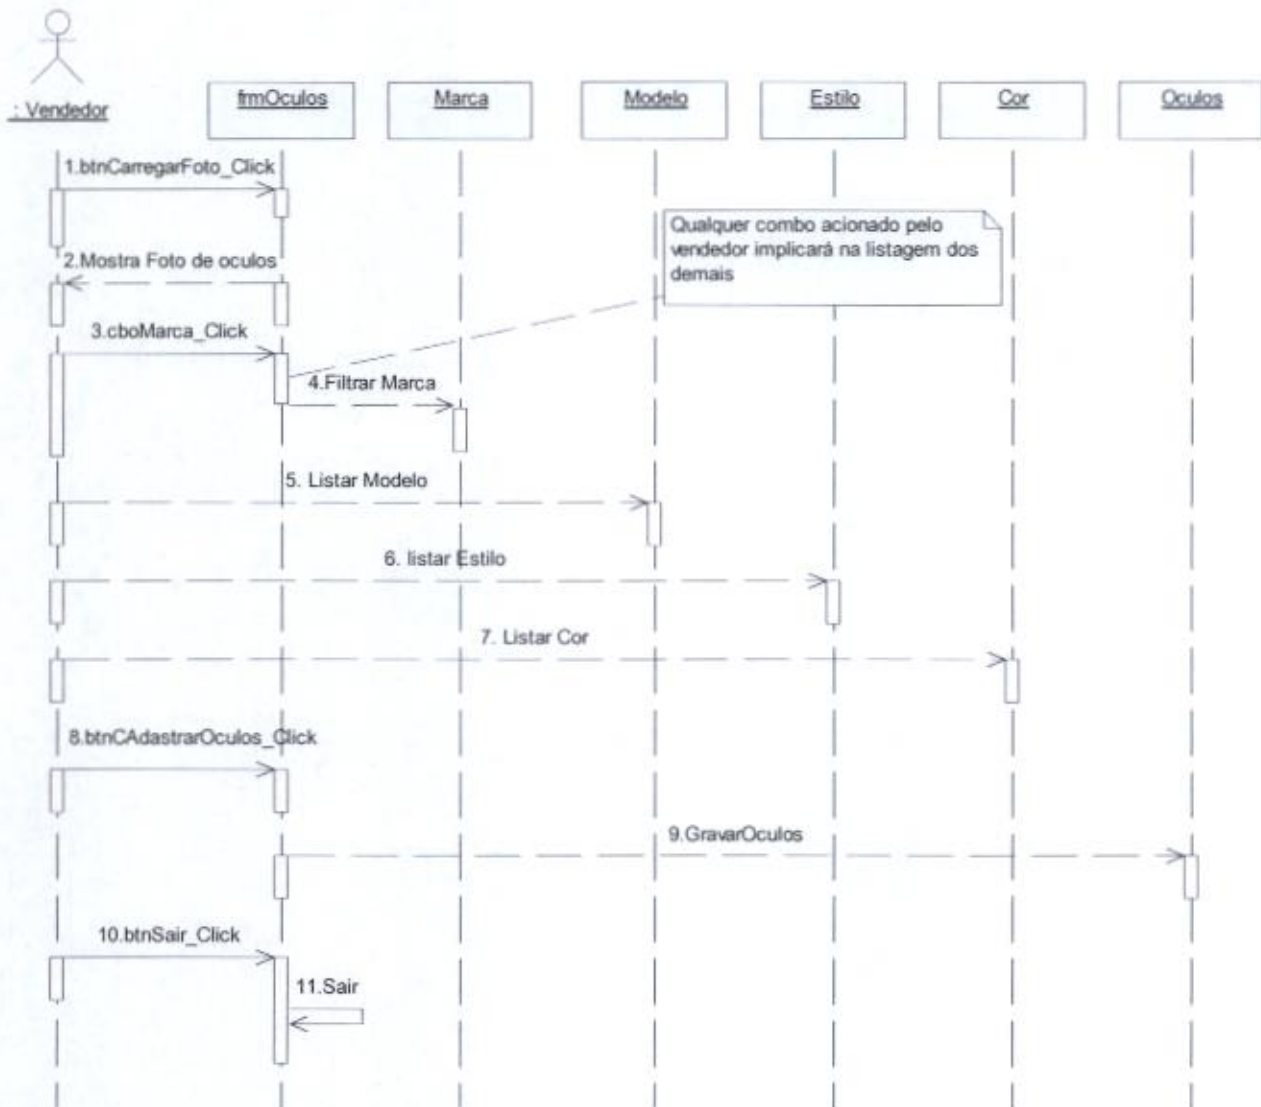 : Vendedor
frmOculos
Marca
Modelo
Estilo
Cor
Oculos
1.btnCarregarFoto_Click
Qualquer combo acionado pelo
vendedor implicará na listagem dos
demais
2.Mostra Foto de oculos
3.cboMarca_Click
4.Filtrar Marca
5. Listar Modelo
6. listar Estilo
7. Listar Cor
8.btnCAdastrarOculos_Click
9.GravarOculos
10.btnSair_Click
11.Sair